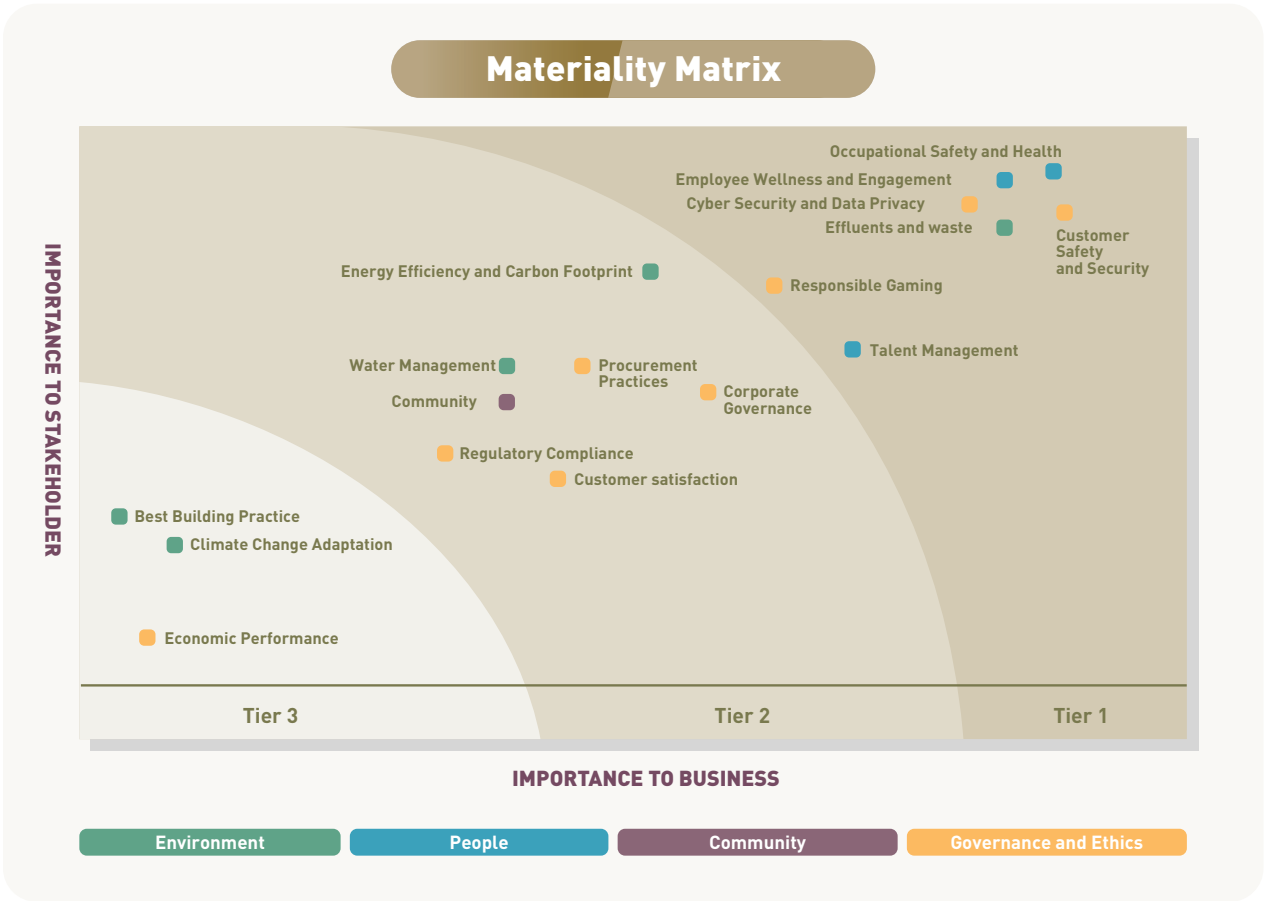 Materiality Matrix
Occupational Safety and Health
Employee Wellness and Engagement
Cyber Security and Data Privacy
Effluents and waste
Customer
Safety
and Security
Energy Efficiency and Carbon Footprint
Responsible Gaming
Talent Management
Water Management
Procurement
Practices
Corporate
Governance
Community
Regulatory Compliance
Customer satisfaction
Best Building Practice
Climate Change Adaptation
Economic Performance
IMPORTANCE TO STAKEHOLDER
Tier 3
Tier 2
Tier 1
IMPORTANCE TO BUSINESS
Environment
People
Community
Governance and Ethics